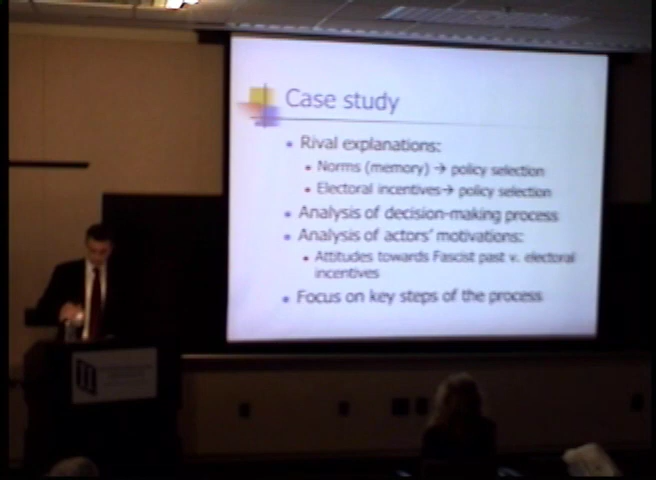 Case study
Rival explanations:
Norms (memory) → policy selection
Electoral incentives → policy selection
Analysis of decision-making process
Analysis of actors' motivations:
Attitudes towards Fascist past v. electoral
incentives
Focus on key steps of the process